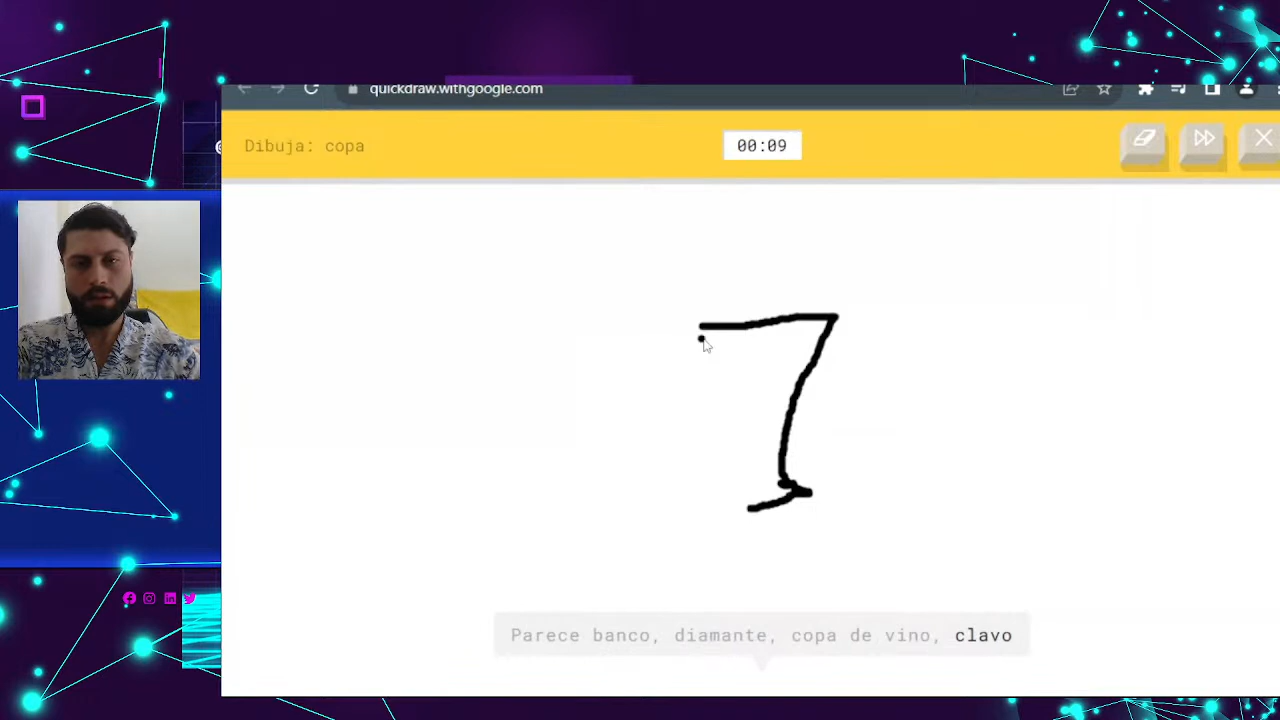 quickdraw.withgoogle.com
Dibuja: copa
00:09
Parece banco, diamante, copa de vino, clavo